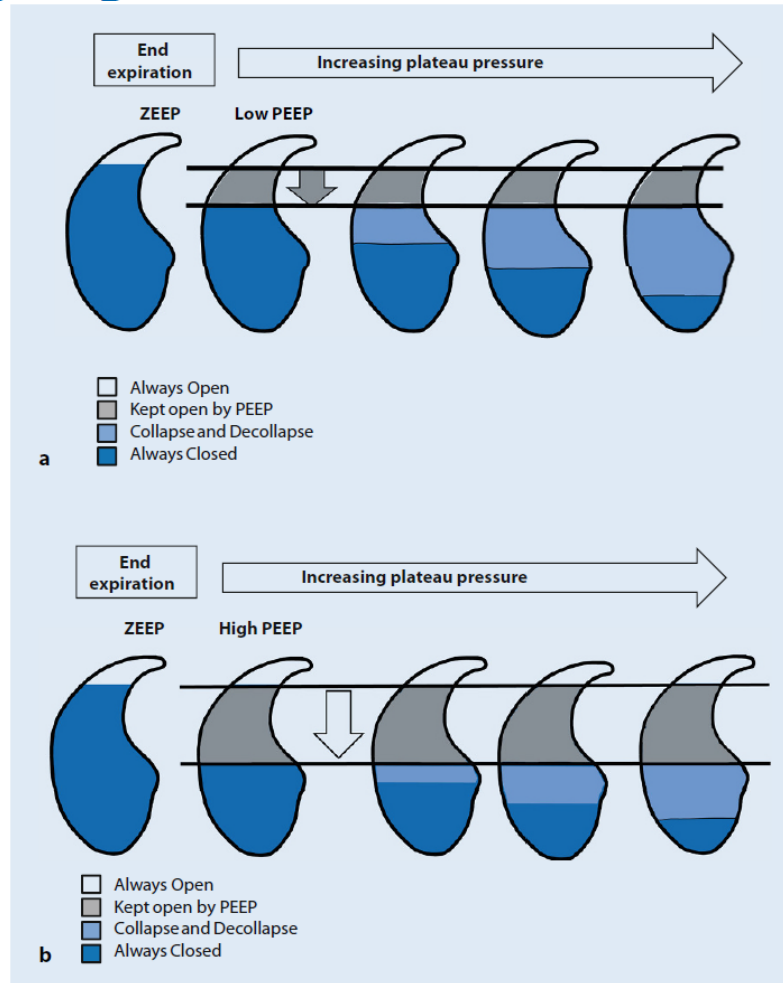 End
expiration
Increasing plateau pressure
ZEEP
Low PEEP
Always Open
Kept open by PEEP
Collapse and Decollapse
Always Closed
a
End
expiration
Increasing plateau pressure
ZEEP
High PEEP
Always Open
Kept open by PEEP
Collapse and Decollapse
Always Closed
b